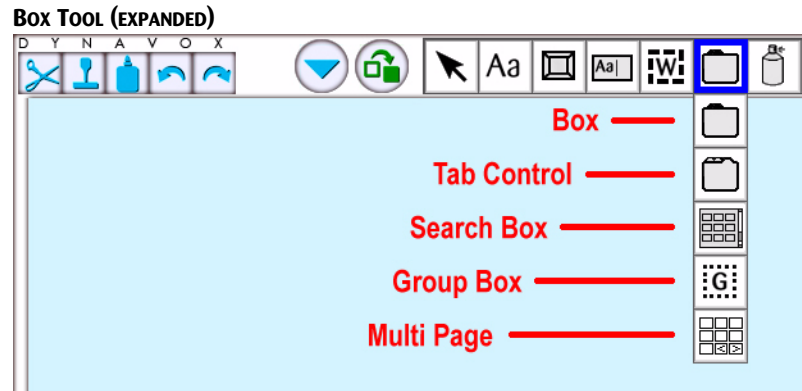 BOX TOOL (EXPANDED)
D Y N A V O X
Aa
Aa|
W
Box
Tab Control
Search Box
Group Box
G
Multi Page
< >